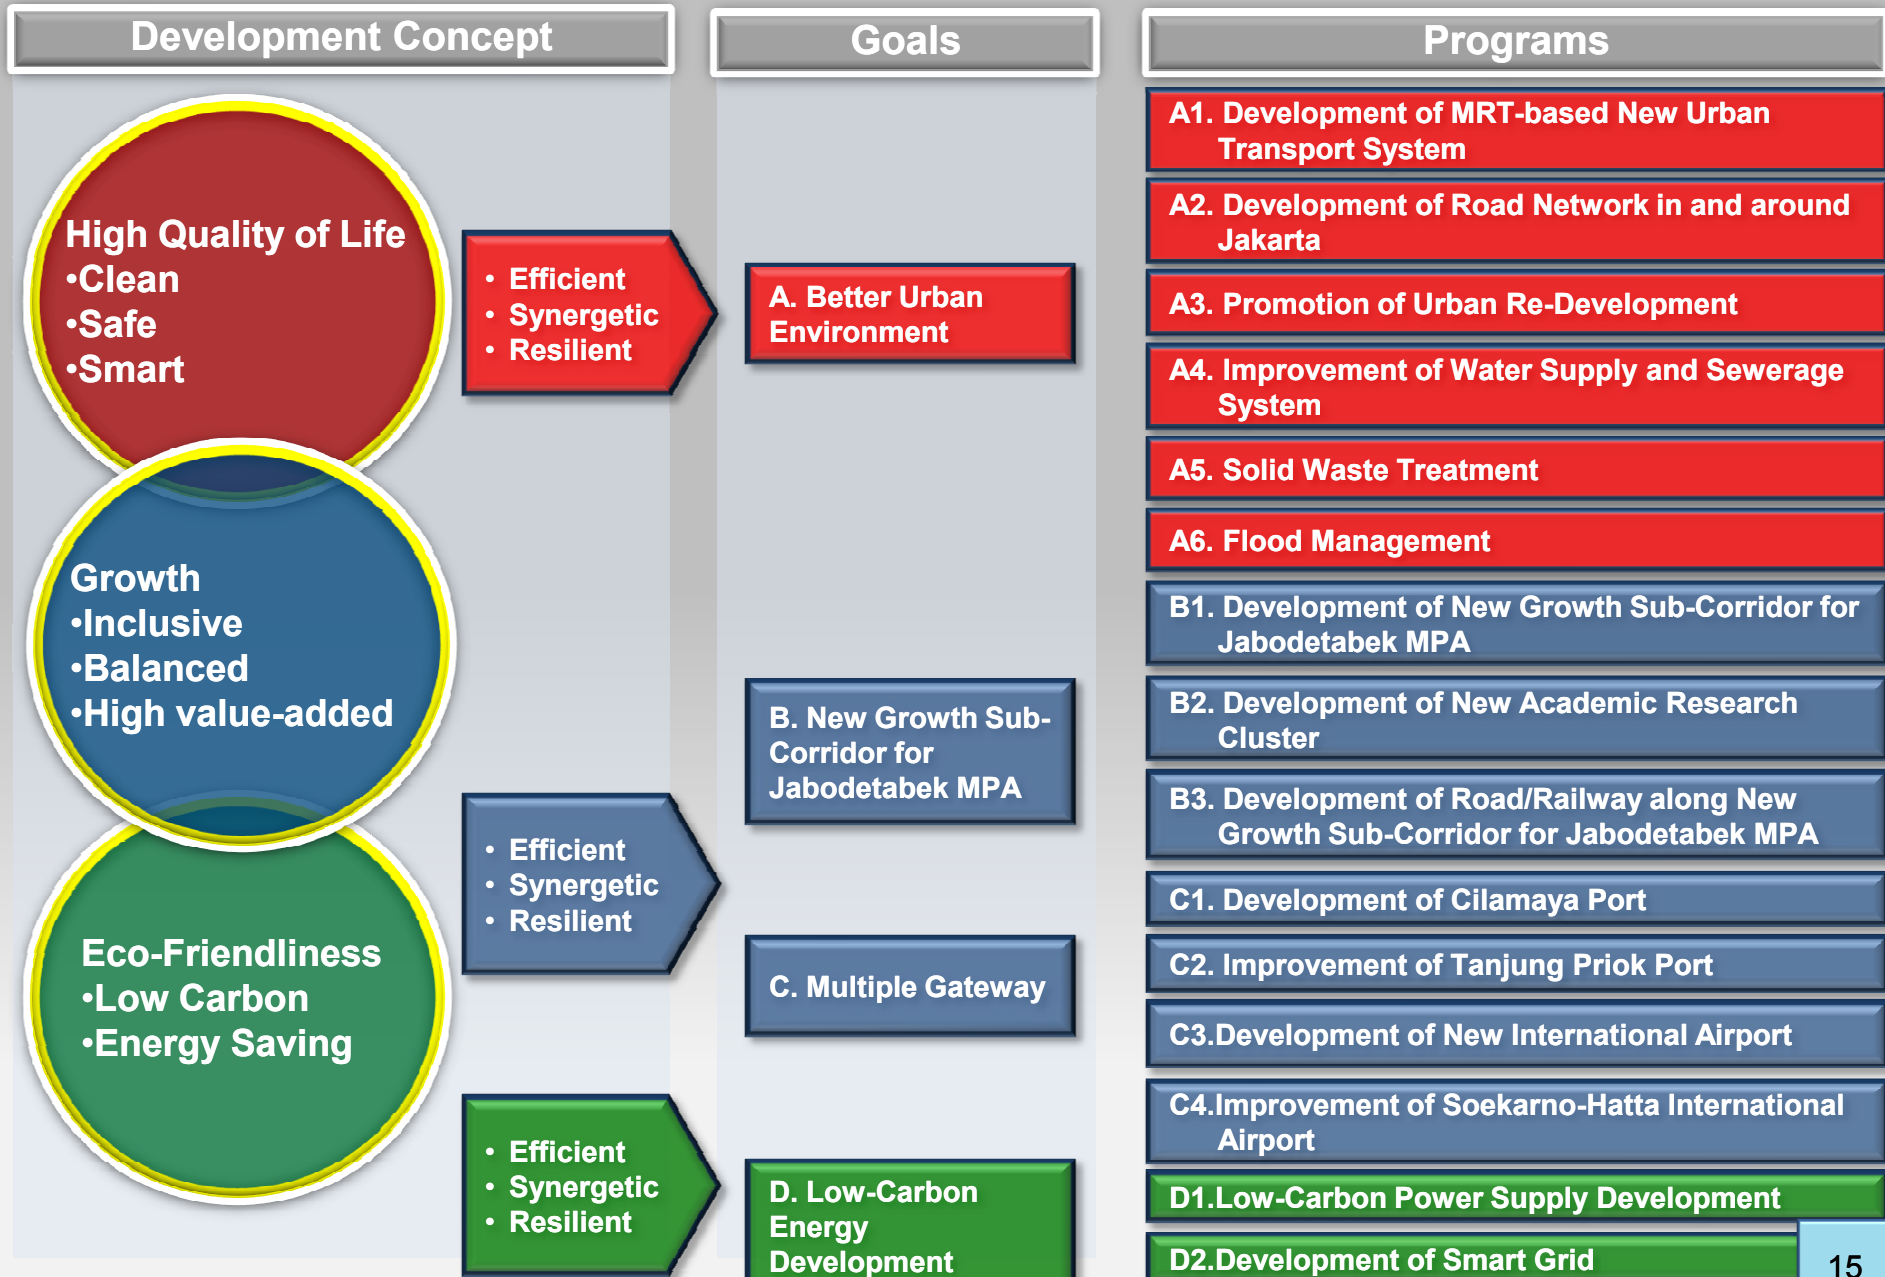 Development Concept
High Quality of Life
•Clean
•Safe
•Smart
Growth
•Inclusive
•Balanced
•High value-added
Eco-Friendliness
•Low Carbon
•Energy Saving
• Efficient
• Synergetic
• Resilient
• Efficient
• Synergetic
• Resilient
• Efficient
• Synergetic
• Resilient
Goals
A. Better Urban
Environment
B. New Growth Sub-
Corridor for
Jabodetabek MPA
C. Multiple Gateway
D. Low-Carbon
Energy
Development
Programs
A1. Development of MRT-based New Urban
Transport System
A2. Development of Road Network in and around
Jakarta
A3. Promotion of Urban Re-Development
A4. Improvement of Water Supply and Sewerage
System
A5. Solid Waste Treatment
A6. Flood Management
B1. Development of New Growth Sub-Corridor for
Jabodetabek MPA
B2. Development of New Academic Research
Cluster
B3. Development of Road/Railway along New
Growth Sub-Corridor for Jabodetabek MPA
C1. Development of Cilamaya Port
C2. Improvement of Tanjung Priok Port
C3.Development of New International Airport
C4.Improvement of Soekarno-Hatta International
Airport
D1.Low-Carbon Power Supply Development
D2.Development of Smart Grid
15